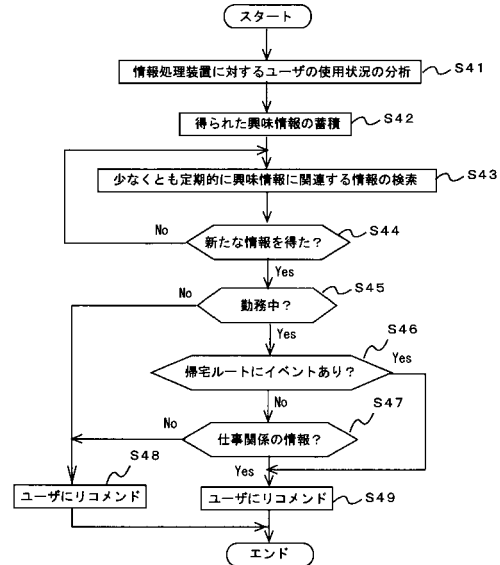 スタート
情報処理装置に対するユーザの使用状況の分析 S41
得られた興味情報の蓄積 S42
少なくとも定期的に興味情報に関連する情報の検索 S43
No
新たな情報を得た？ S44
Yes
No
勤務中？ S45
Yes
帰宅ルートにイベントあり？ S46
Yes
No
No
仕事関係の情報？ S47
Yes
ユーザにリコメンド S48
ユーザにリコメンド S49
エンド